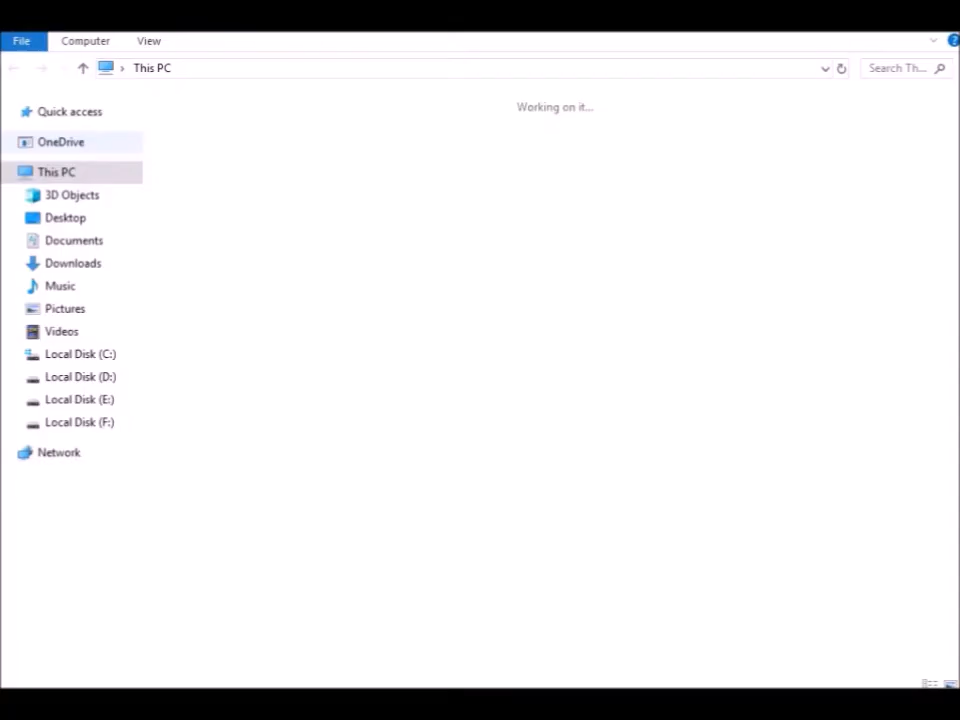 File Computer View
This PC
Search Th...
Working on it...
Quick access
OneDrive
This PC
3D Objects
Desktop
Documents
Downloads
Music
Pictures
Videos
Local Disk (C:)
Local Disk (D:)
Local Disk (E:)
Local Disk (F:)
Network